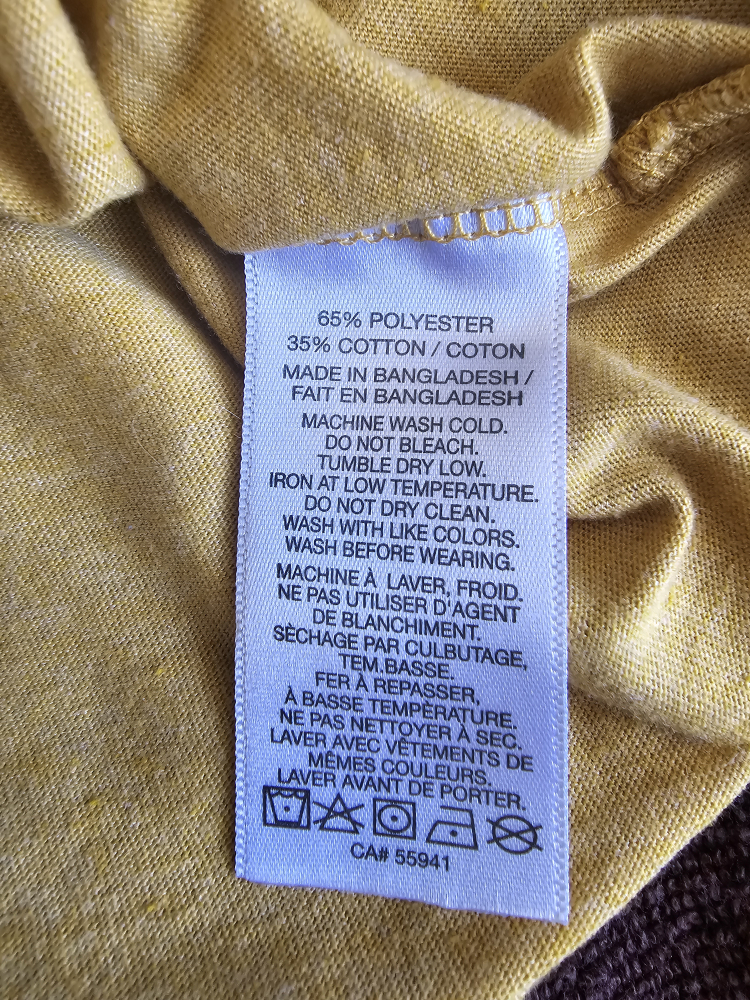 65% POLYESTER
35% COTTON / COTON
MADE IN BANGLADESH /
FAIT EN BANGLADESH
MACHINE WASH COLD.
DO NOT BLEACH.
TUMBLE DRY LOW.
IRON AT LOW TEMPERATURE.
DO NOT DRY CLEAN.
WASH WITH LIKE COLORS.
WASH BEFORE WEARING.
MACHINE À LAVER, FROID.
NE PAS UTILISER D'AGENT
DE BLANCHIMENT.
SÈCHAGE PAR CULBUTAGE,
TEM.BASSE.
FER À REPASSER,
À BASSE TEMPÈRATURE.
NE PAS NETTOYER À SEC.
LAVER AVEC VÊTEMENTS DE
MÊMES COULEURS.
LAVER AVANT DE PORTER.
CA# 55941